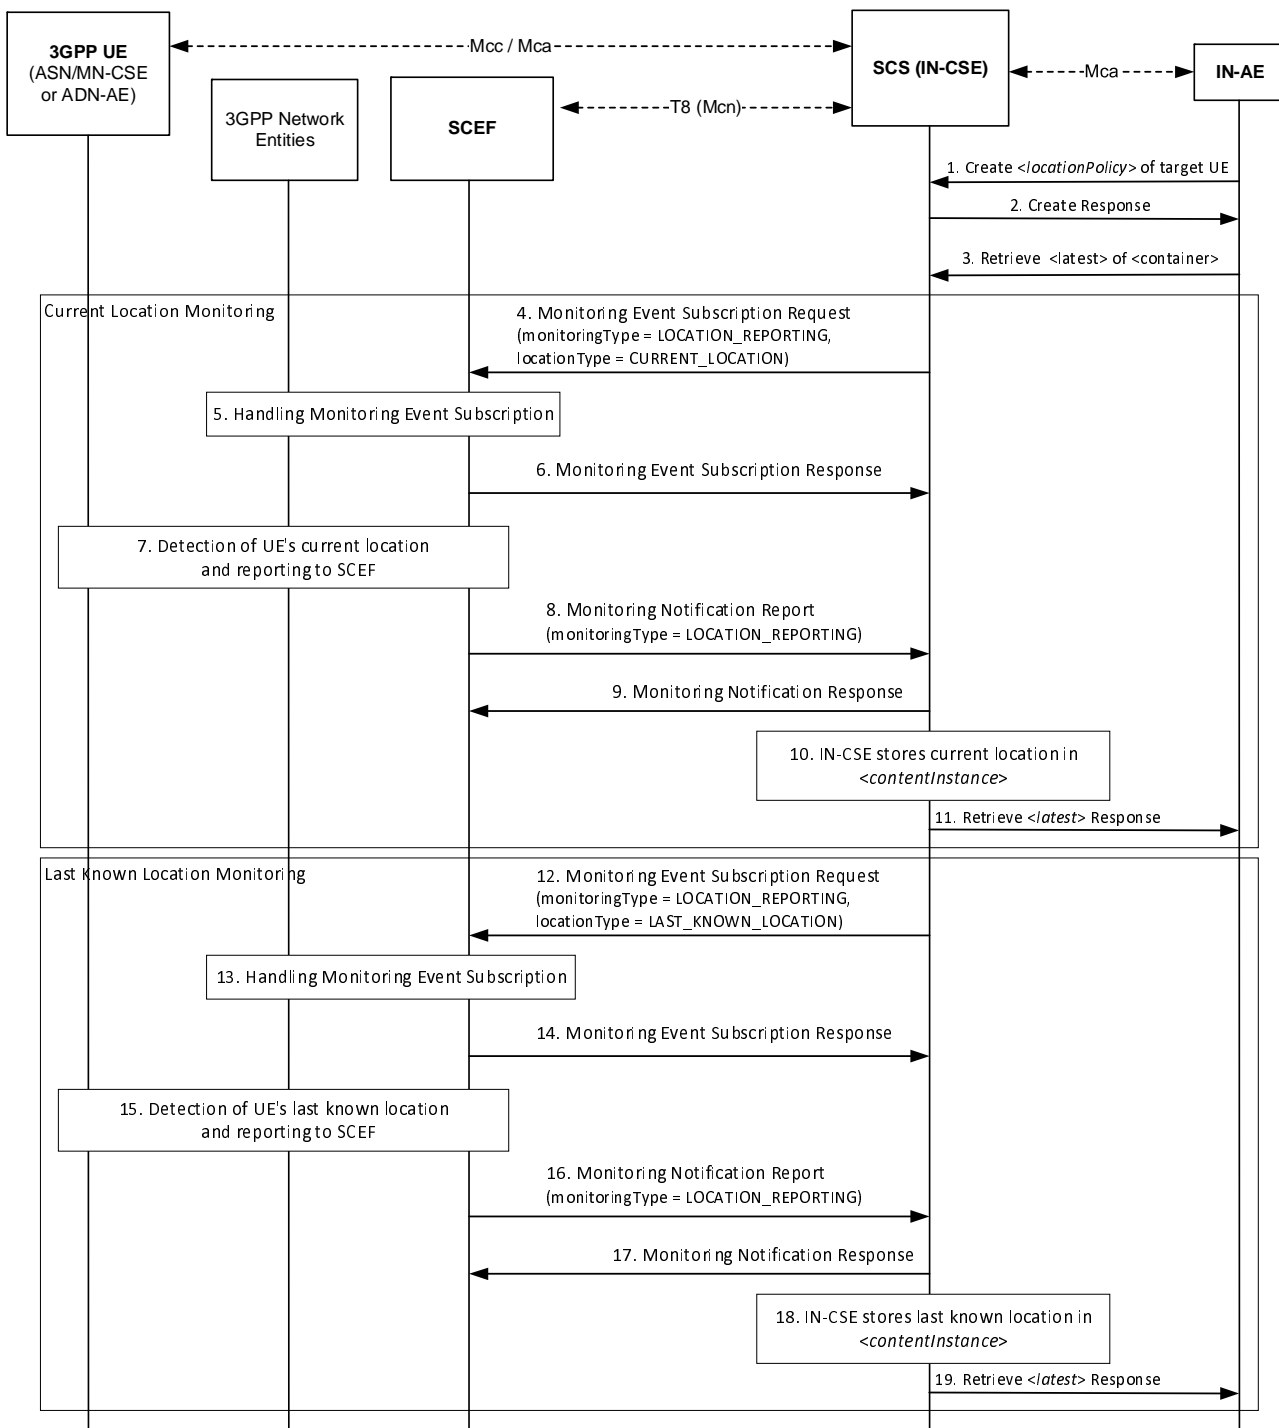 3GPP UE
(ASN/MN-CSE
or ADN-AE)
Mcc / Mca
SCS (IN-CSE)
Mca
IN-AE
3GPP Network
Entities
SCEF
T8 (Mcn)
1. Create <locationPolicy> of target UE
2. Create Response
3. Retrieve <latest> of <container>
Current Location Monitoring
4. Monitoring Event Subscription Request
(monitoringType = LOCATION_REPORTING,
locationType = CURRENT_LOCATION)
5. Handling Monitoring Event Subscription
6. Monitoring Event Subscription Response
7. Detection of UE's current location
and reporting to SCEF
8. Monitoring Notification Report
(monitoringType = LOCATION_REPORTING)
9. Monitoring Notification Response
10. IN-CSE stores current location in
<contentInstance>
11. Retrieve <latest> Response
Last Known Location Monitoring
12. Monitoring Event Subscription Request
(monitoringType = LOCATION_REPORTING,
locationType = LAST_KNOWN_LOCATION)
13. Handling Monitoring Event Subscription
14. Monitoring Event Subscription Response
15. Detection of UE's last known location
and reporting to SCEF
16. Monitoring Notification Report
(monitoringType = LOCATION_REPORTING)
17. Monitoring Notification Response
18. IN-CSE stores last known location in
<contentInstance>
19. Retrieve <latest> Response